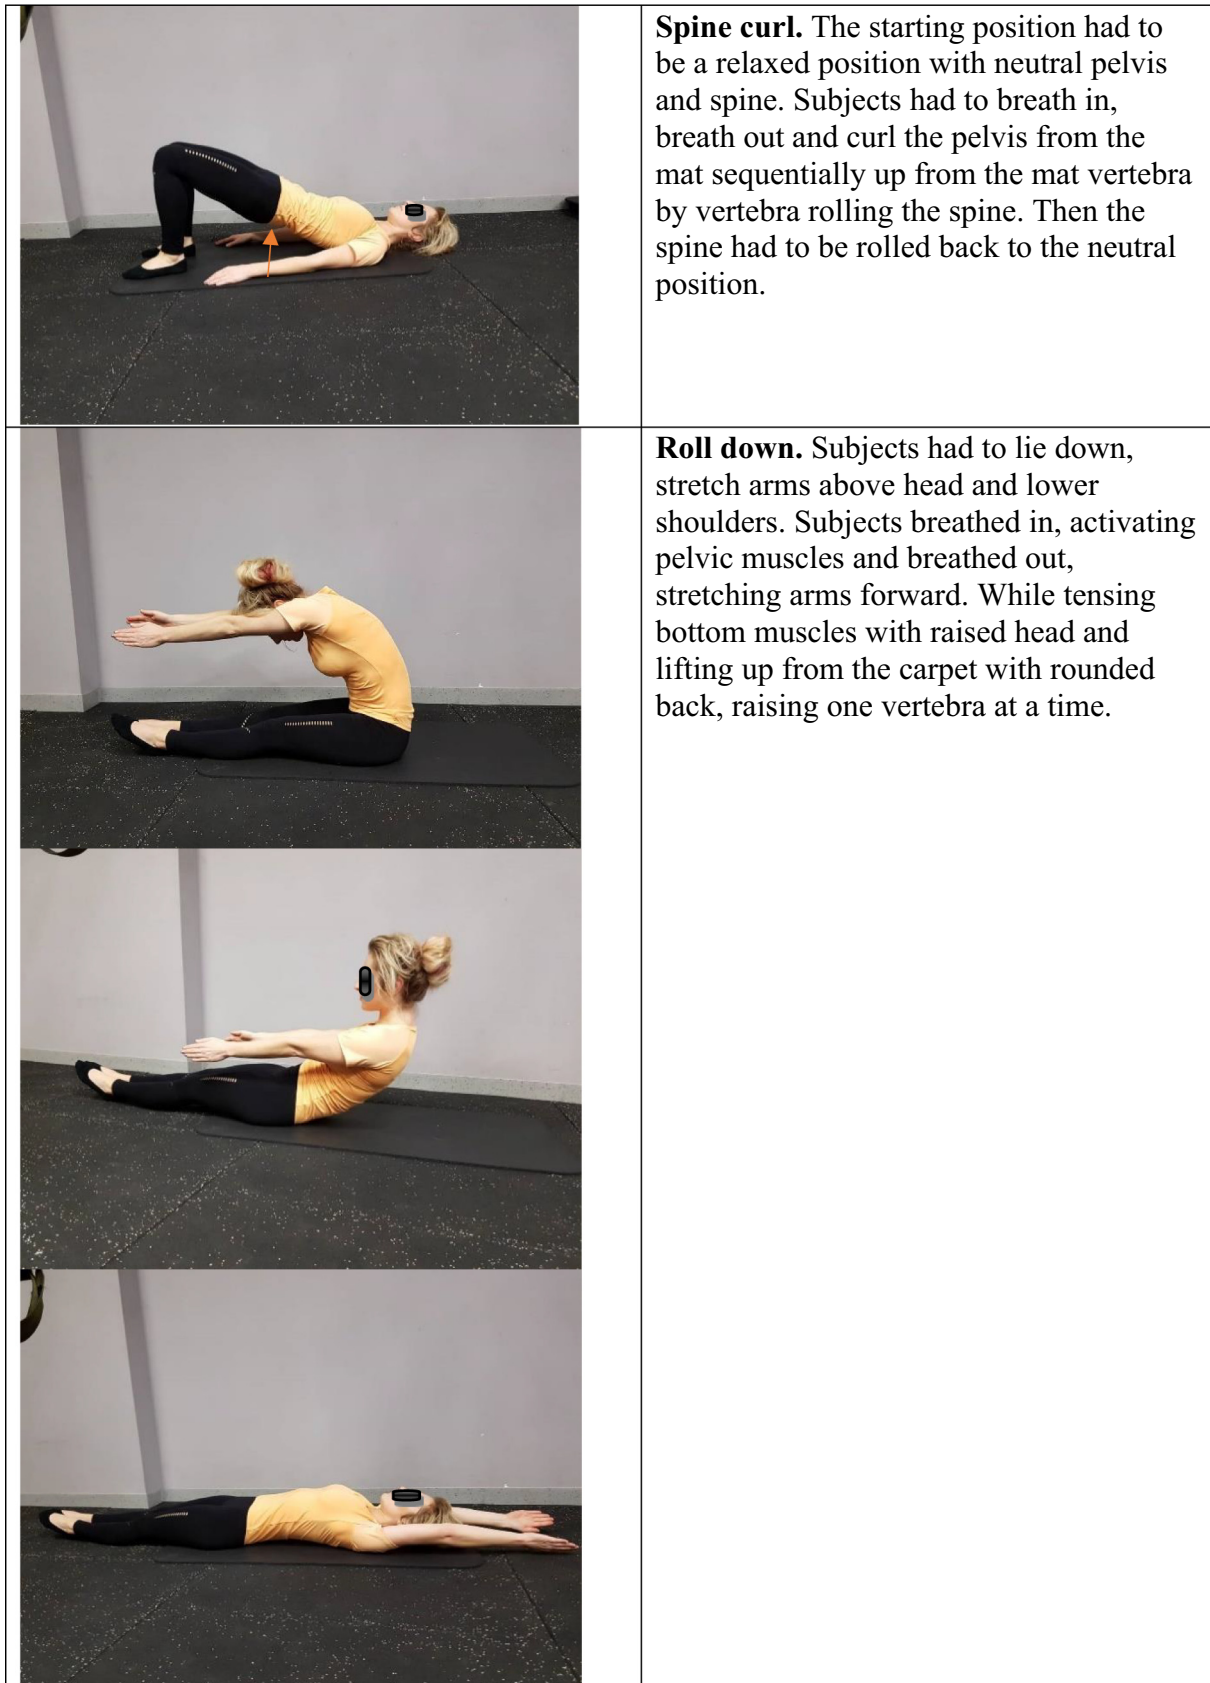 Spine curl. The starting position had to
be a relaxed position with neutral pelvis
and spine. Subjects had to breath in,
breath out and curl the pelvis from the
mat sequentially up from the mat vertebra
by vertebra rolling the spine. Then the
spine had to be rolled back to the neutral
position.
Roll down. Subjects had to lie down,
stretch arms above head and lower
shoulders. Subjects breathed in, activating
pelvic muscles and breathed out,
stretching arms forward. While tensing
bottom muscles with raised head and
lifting up from the carpet with rounded
back, raising one vertebra at a time.